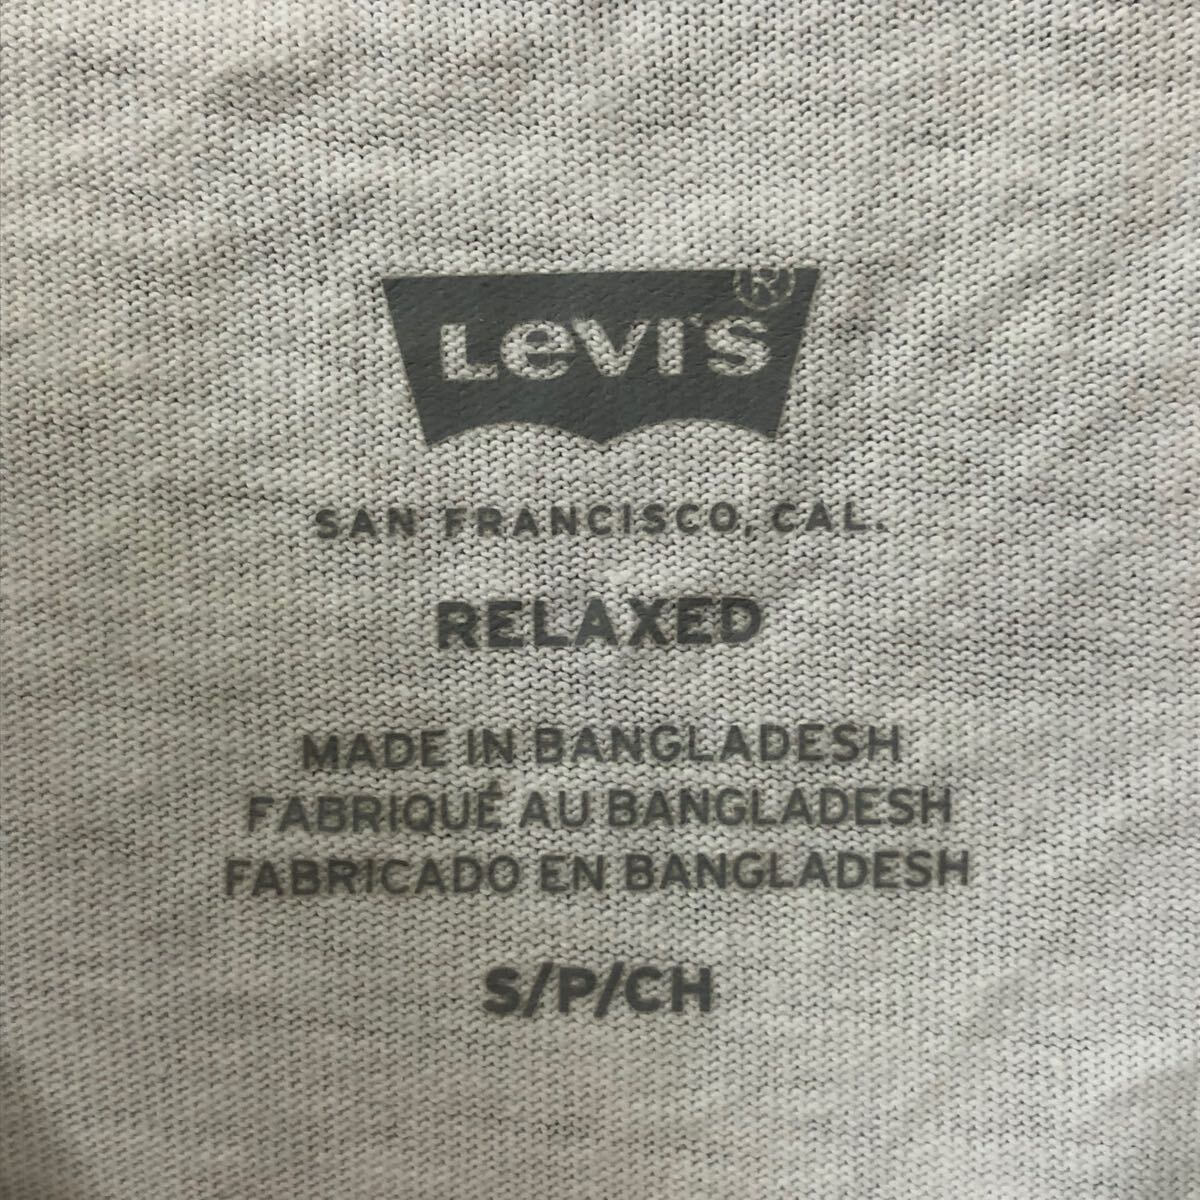 Levi's®
SAN FRANCISCO, CAL.
RELAXED
MADE IN BANGLADESH
FABRIQUÉ AU BANGLADESH
FABRICADO EN BANGLADESH
S/P/CH